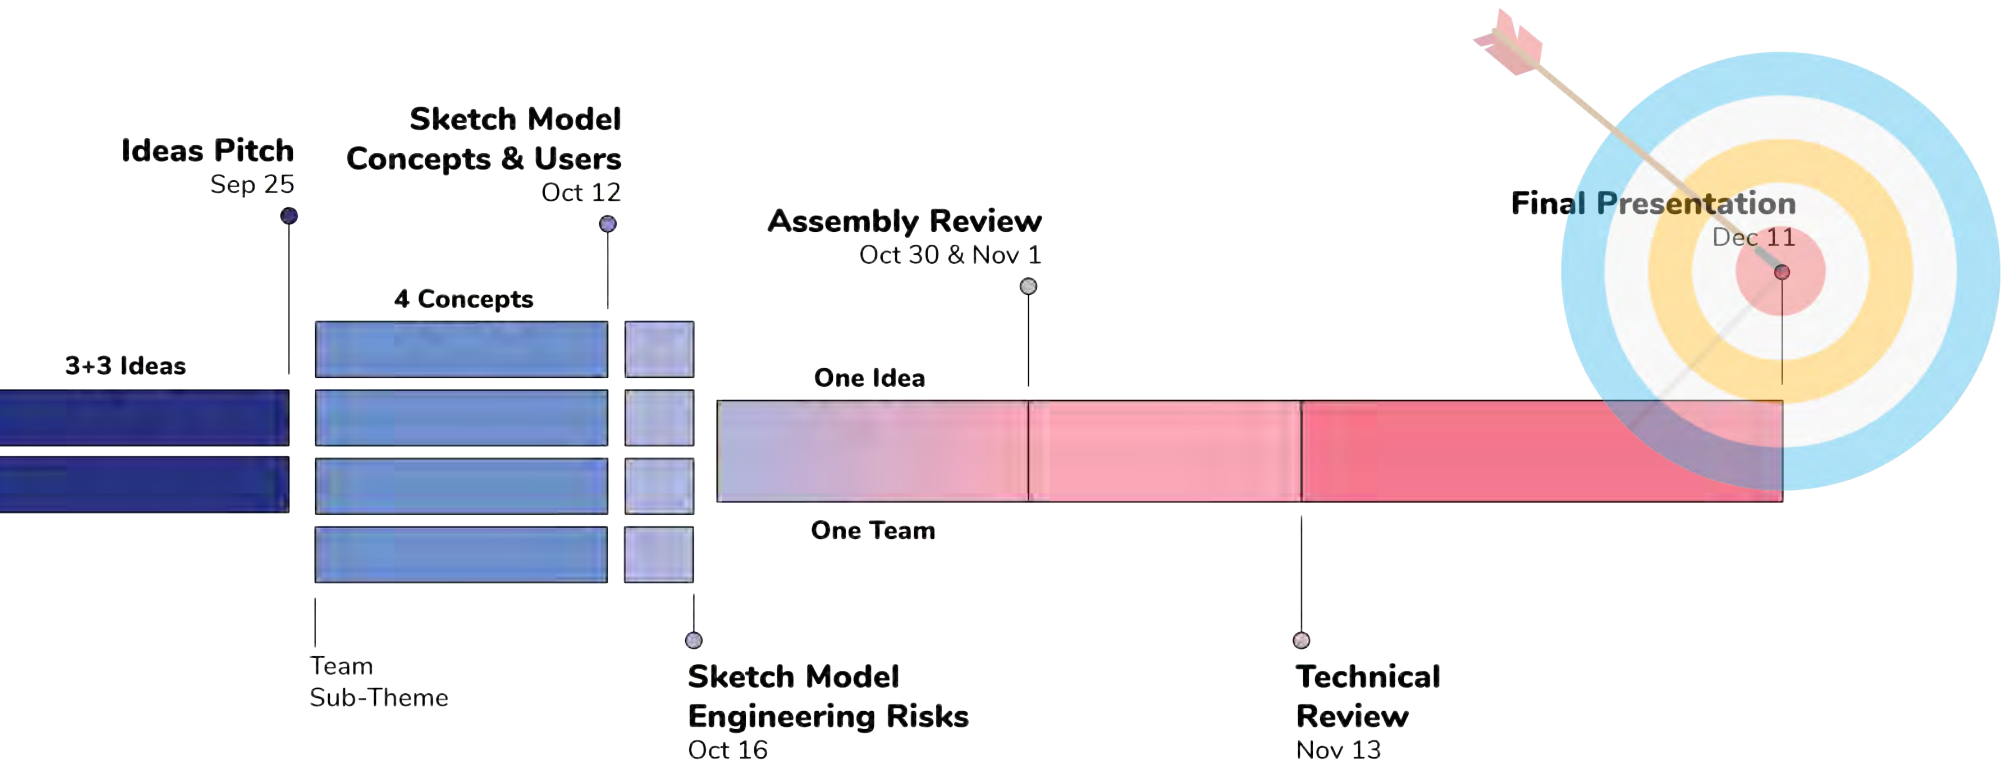 Ideas Pitch
Sep 25
3+3 Ideas
Sketch Model
Concepts & Users
Oct 12
4 Concepts
Team
Sub-Theme
Sketch Model
Engineering Risks
Oct 16
Assembly Review
Oct 30 & Nov 1
One Idea
One Team
Technical
Review
Nov 13
Final Presentation
Dec 11